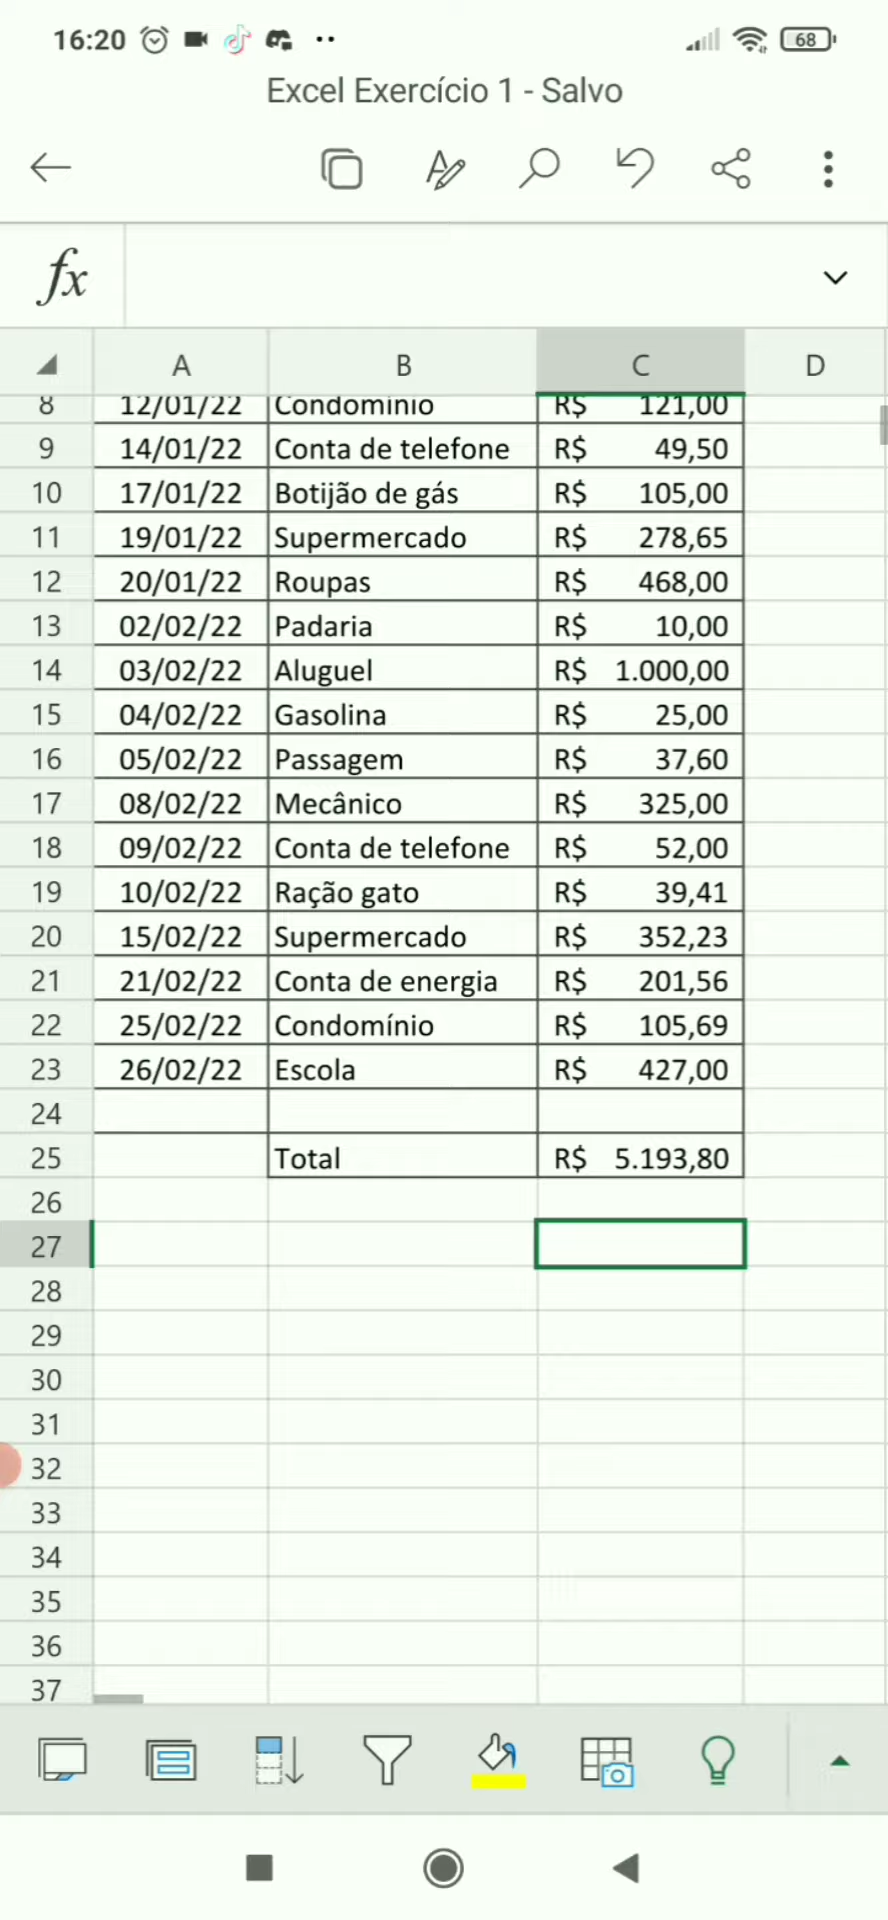 16:20 68
Excel Exercício 1 - Salvo
fx
A B C D
8 12/01/22 Condomínio R$ 121,00
9 14/01/22 Conta de telefone R$ 49,50
10 17/01/22 Botijão de gás R$ 105,00
11 19/01/22 Supermercado R$ 278,65
12 20/01/22 Roupas R$ 468,00
13 02/02/22 Padaria R$ 10,00
14 03/02/22 Aluguel R$ 1.000,00
15 04/02/22 Gasolina R$ 25,00
16 05/02/22 Passagem R$ 37,60
17 08/02/22 Mecânico R$ 325,00
18 09/02/22 Conta de telefone R$ 52,00
19 10/02/22 Ração gato R$ 39,41
20 15/02/22 Supermercado R$ 352,23
21 21/02/22 Conta de energia R$ 201,56
22 25/02/22 Condomínio R$ 105,69
23 26/02/22 Escola R$ 427,00
24
25 Total R$ 5.193,80
26
27
28
29
30
31
32
33
34
35
36
37